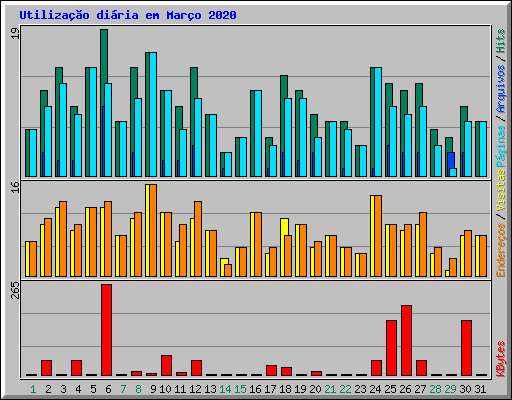 Utilização diária em Março 2020
19
16
265
Endereços / Visitas Páginas / Arquivos / Hits
KBytes
1 2 3 4 5 6 7 8 9 10 11 12 13 14 15 16 17 18 19 20 21 22 23 24 25 26 27 28 29 30 31